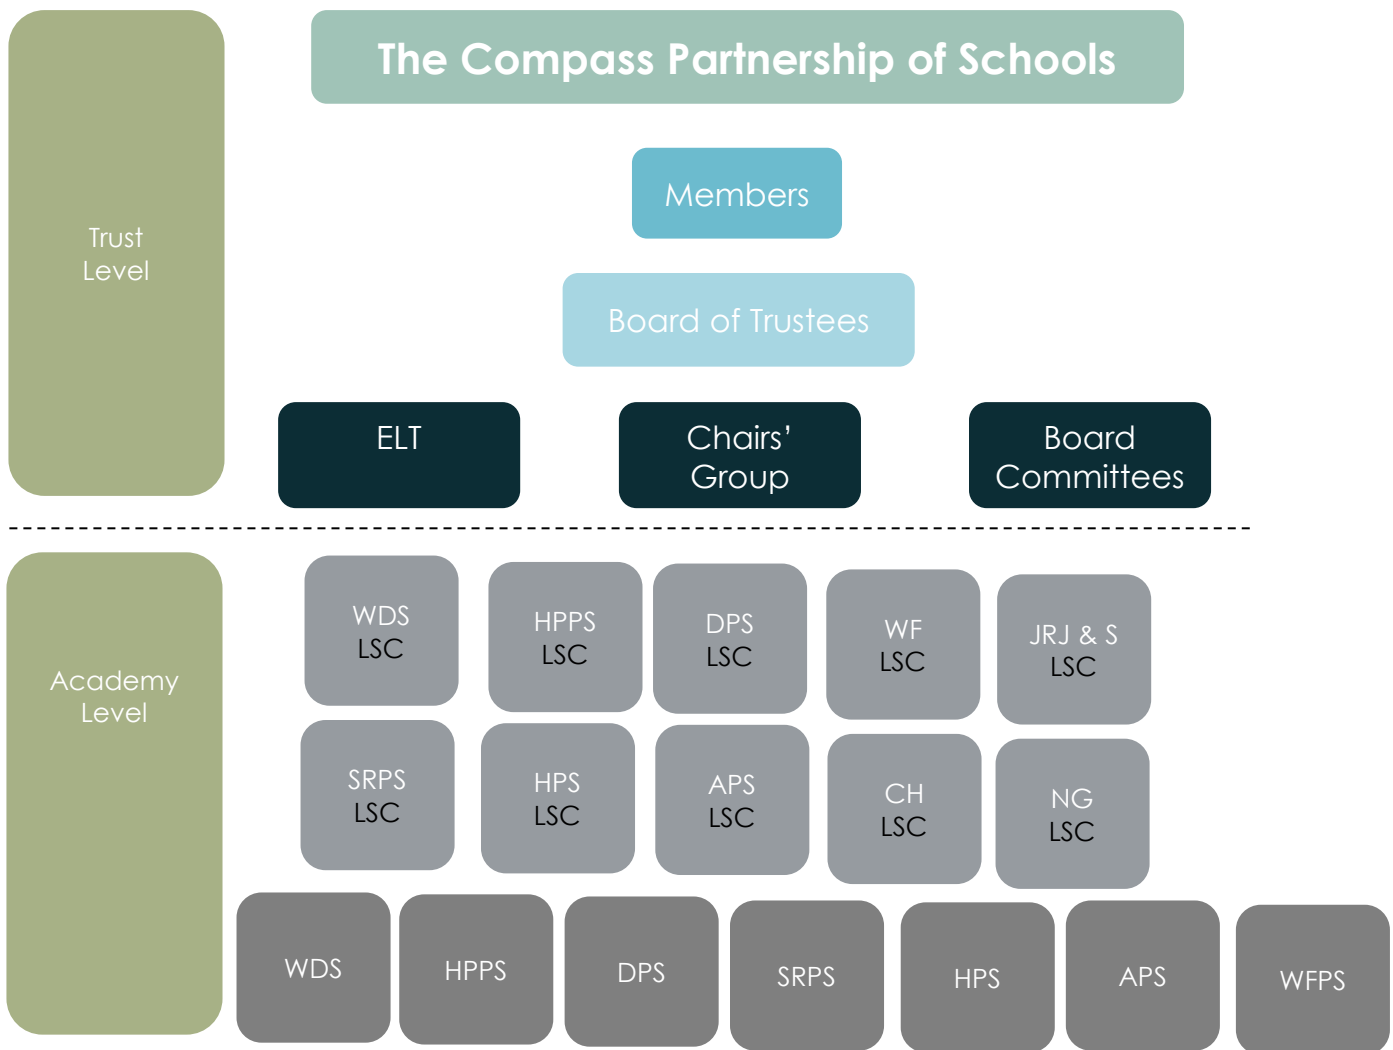 The Compass Partnership of Schools
Trust
Level
Members
Board of Trustees
ELT
Chairs’
Group
Board
Committees
Academy
Level
WDS
LSC
HPPS
LSC
DPS
LSC
WF
LSC
JRJ & S
LSC
SRPS
LSC
HPS
LSC
APS
LSC
CH
LSC
NG
LSC
WDS
HPPS
DPS
SRPS
HPS
APS
WFPS